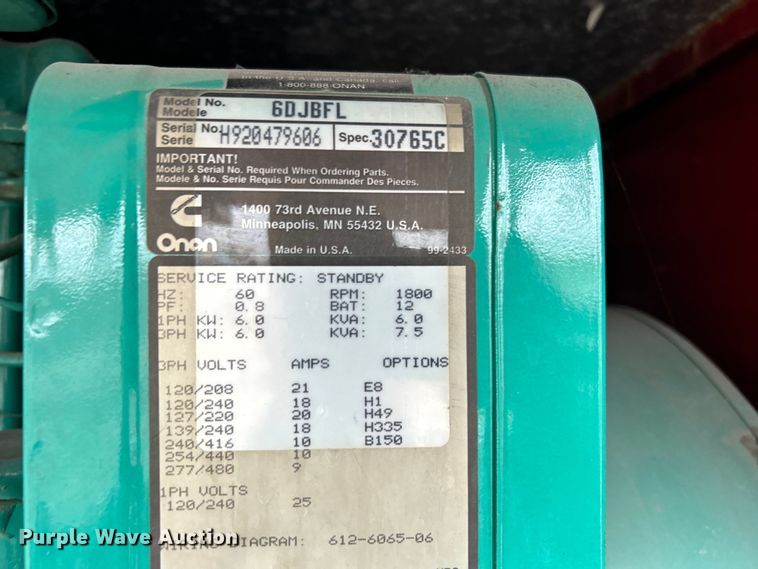 In the U.S.A. and Canada, call
1-800-888-ONAN
Model No.
Modele
6DJBFL
Serial No.
Serie
H920479606
Spec.
30765C
IMPORTANT!
Model & Serial No. Required When Ordering Parts.
Modele & No. Serie Requis Pour Commander Des Pieces.
Onan
1400 73rd Avenue N.E.
Minneapolis, MN 55432 U.S.A.
Made in U.S.A. 99-2433
SERVICE RATING: STANDBY
HZ: 60 RPM: 1800
PF: 0.8 BAT: 12
1PH KW: 6.0 KVA: 6.0
3PH KW: 6.0 KVA: 7.5
3PH VOLTS AMPS OPTIONS
120/208 21 E8
120/240 18 H1
127/220 20 H49
139/240 18 H335
240/416 10 B150
254/440 10
277/480 9
1PH VOLTS
120/240 25
WIRING DIAGRAM: 612-6065-06
Purple Wave Auction